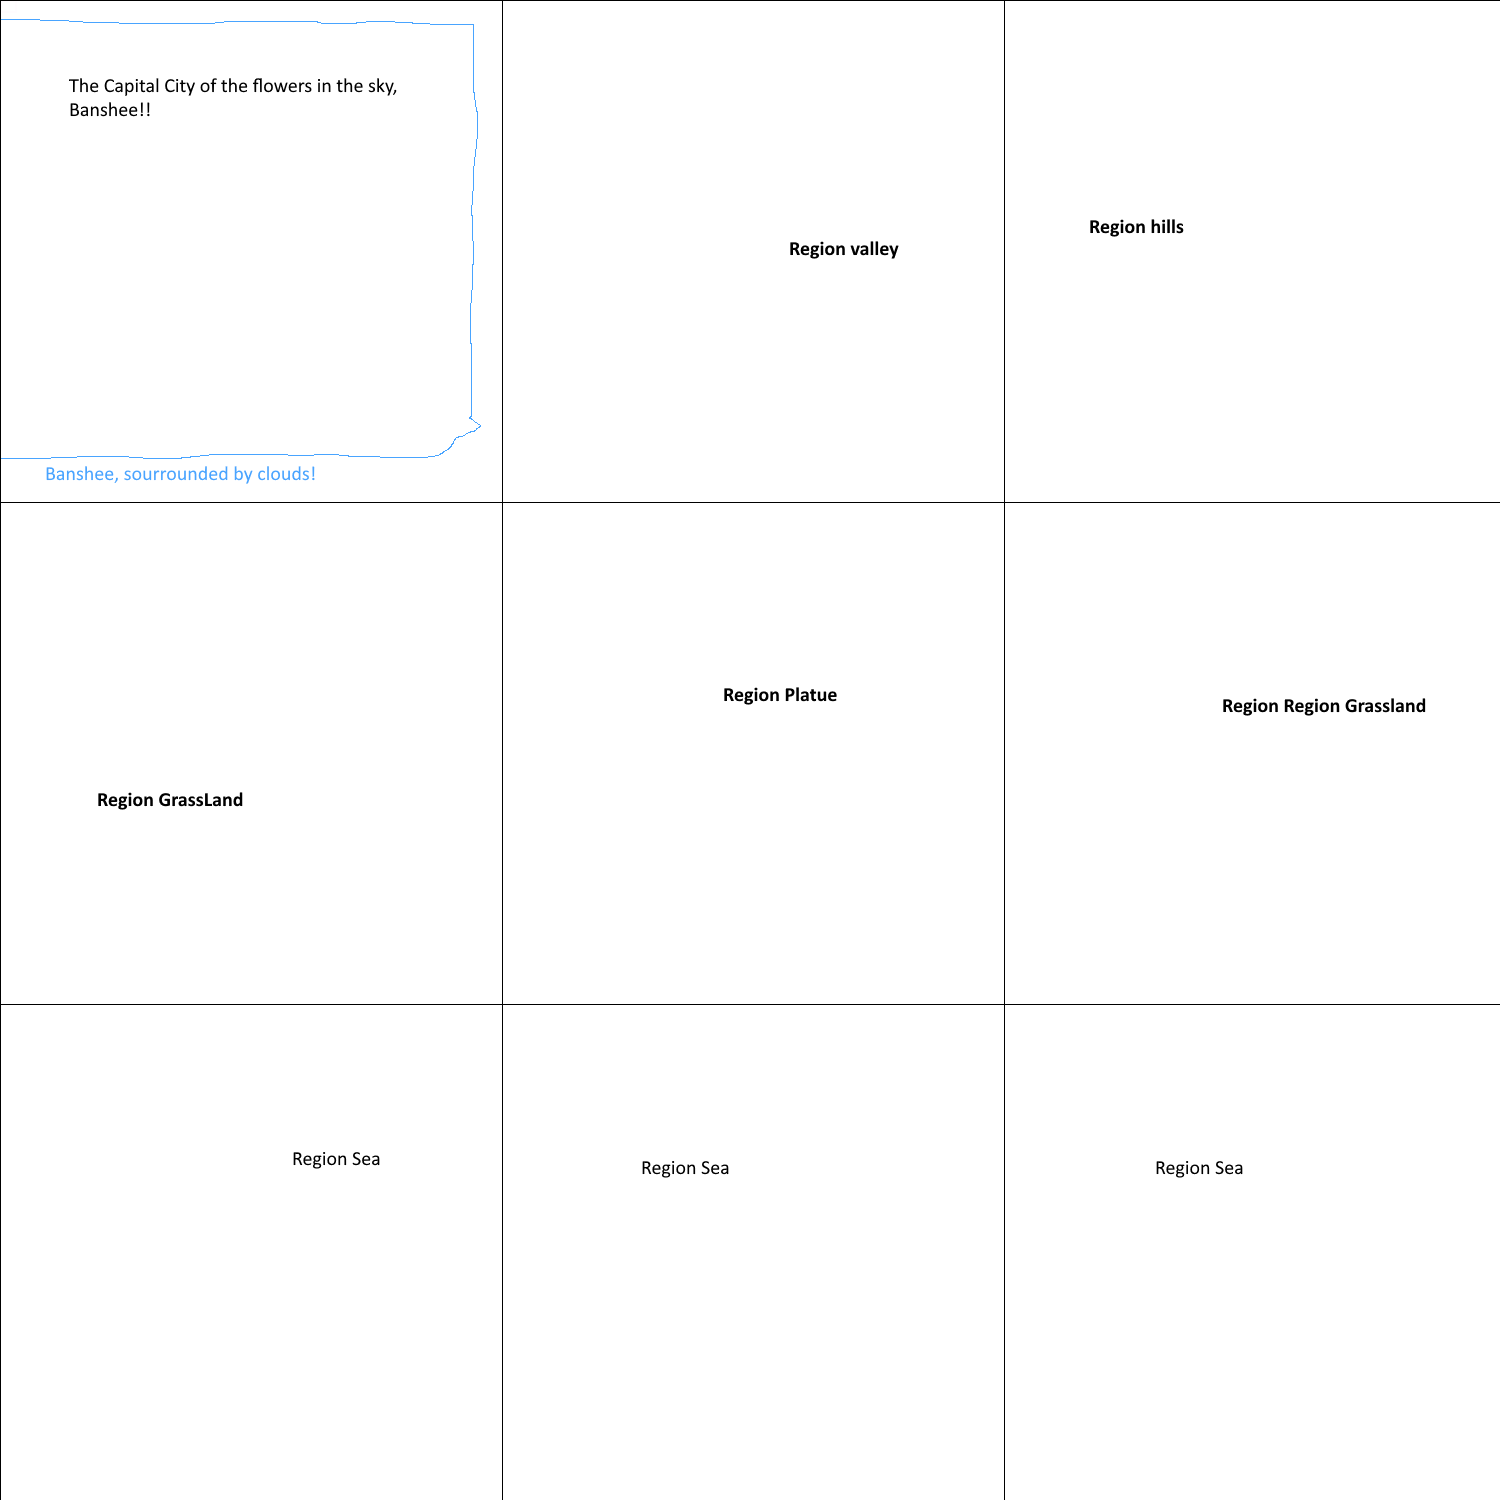 The Capital City of the flowers in the sky,
Banshee!!
Region hills
Region valley
Banshee, sourrounded by clouds!
Region Platue
Region Region Grassland
Region GrassLand
Region Sea
Region Sea
Region Sea